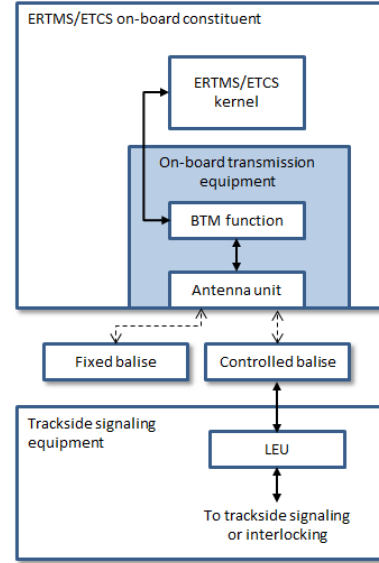 ERTMS/ETCS on-board constituent
ERTMS/ETCS
kernel
On-board transmission
equipment
BTM function
Antenna unit
Fixed balise
Controlled balise
Trackside signaling
equipment
LEU
To trackside signaling
or interlocking